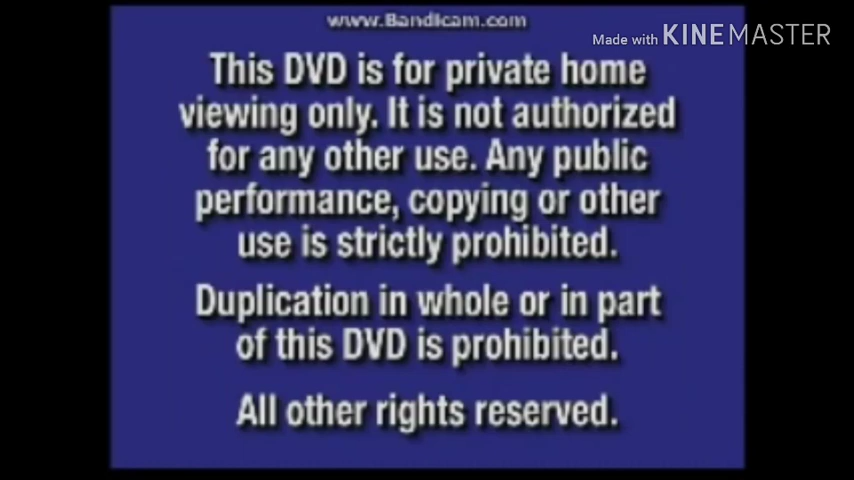 www.Bandicam.com
Made with KINEMASTER
This DVD is for private home
viewing only. It is not authorized
for any other use. Any public
performance, copying or other
use is strictly prohibited.
Duplication in whole or in part
of this DVD is prohibited.
All other rights reserved.